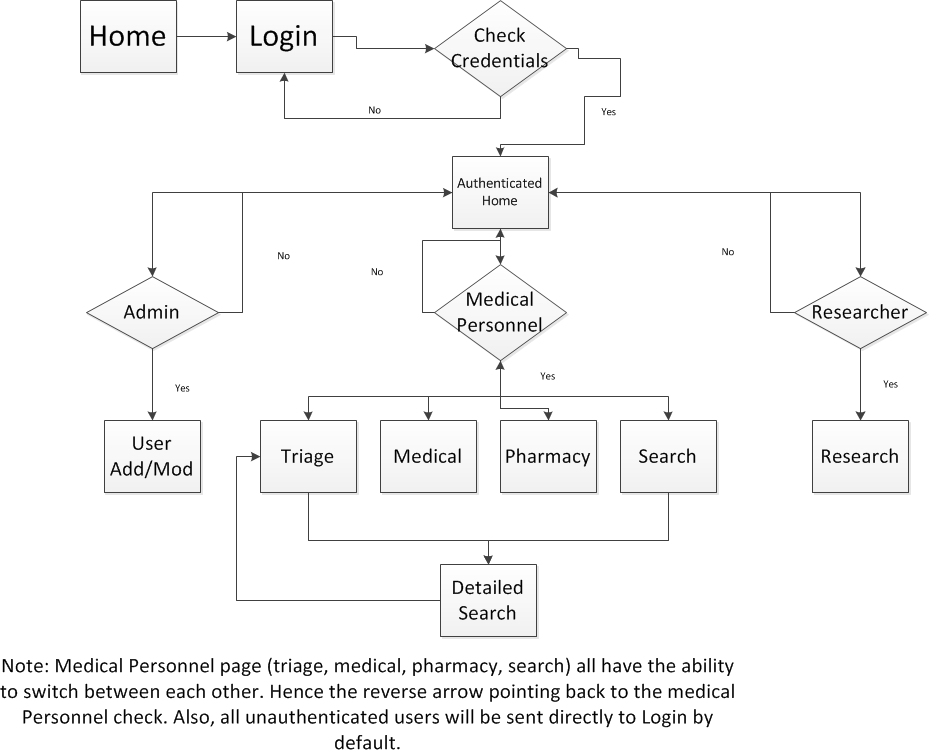 Home
Login
Check
Credentials
No
Yes
Authenticated
Home
No
No
No
Admin
Medical
Personnel
Researcher
Yes
Yes
Yes
User
Add/Mod
Triage
Medical
Pharmacy
Search
Research
Detailed
Search
Note: Medical Personnel page (triage, medical, pharmacy, search) all have the ability
to switch between each other. Hence the reverse arrow pointing back to the medical
Personnel check. Also, all unauthenticated users will be sent directly to Login by
default.